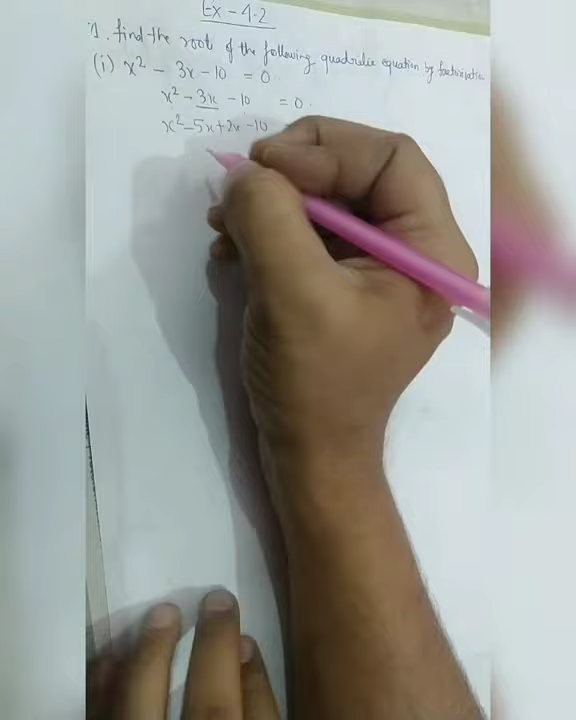 Ex - 4.2
1. find the root of the following quadratic equation by factorisation
(i) x² - 3x - 10 = 0
x² - 3x - 10 = 0.
x² - 5x + 2x - 10